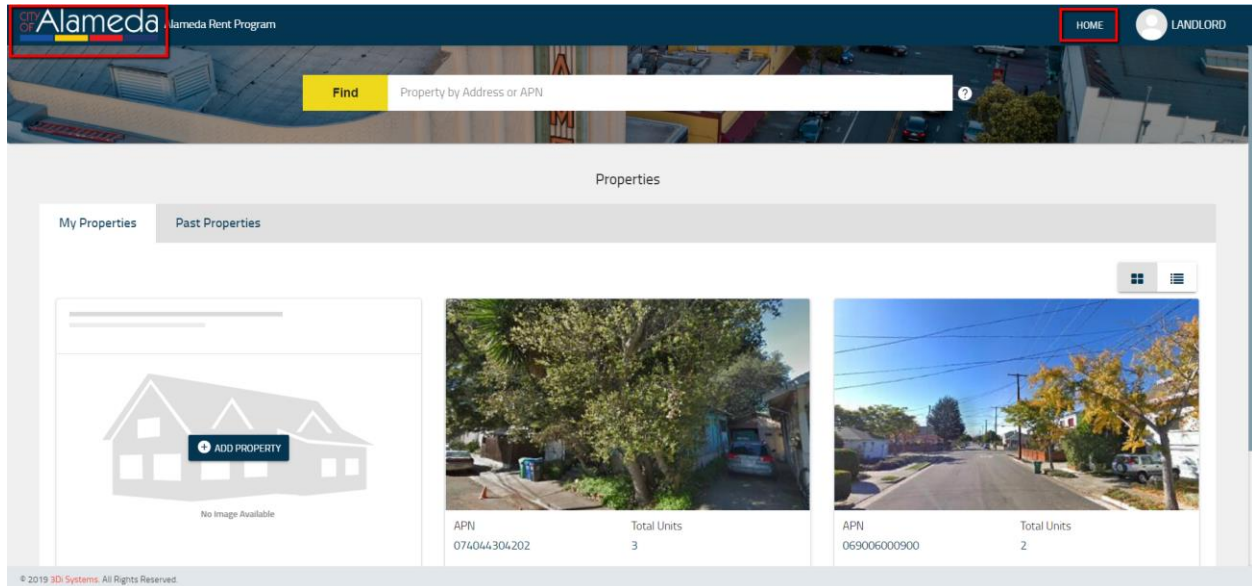 CITY OF Alameda Alameda Rent Program HOME LANDLORD
Find Property by Address or APN ?
Properties
My Properties Past Properties
ADD PROPERTY
No Image Available
APN Total Units
074044304202 3
APN Total Units
069006000900 2
© 2019 3Di Systems. All Rights Reserved.